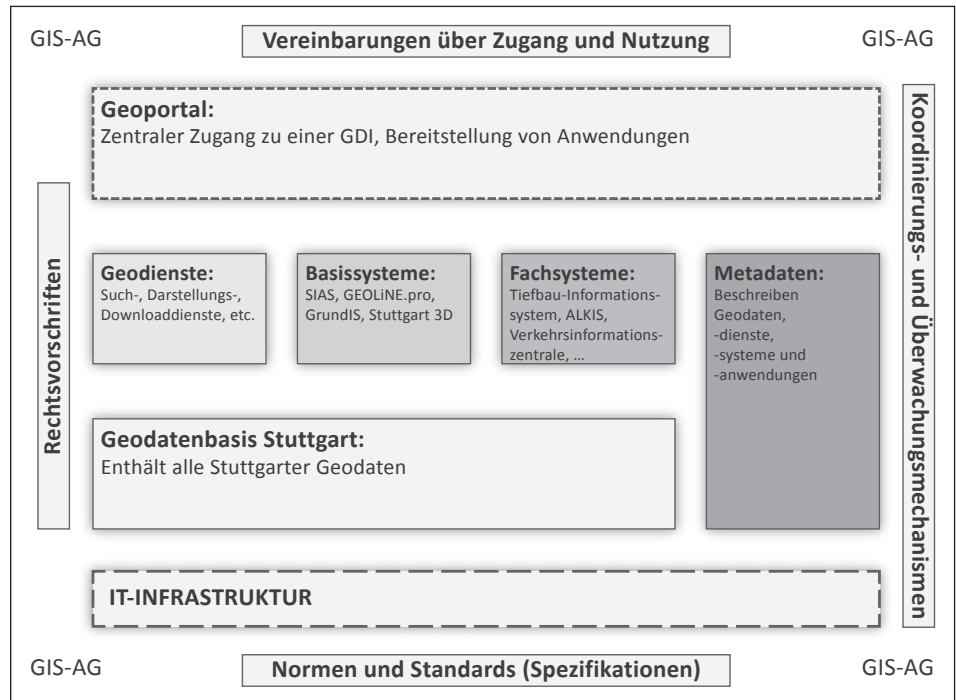 GIS-AG
Vereinbarungen über Zugang und Nutzung
GIS-AG
Geoportal:
Zentraler Zugang zu einer GDI, Bereitstellung von Anwendungen
Rechtsvorschriften
Koordinierungs- und Überwachungsmechanismen
Geodienste:
Such-, Darstellungs-,
Downloaddienste, etc.
Basissysteme:
SIAS, GEOLiNE.pro,
GrundIS, Stuttgart 3D
Fachsysteme:
Tiefbau-Informations-
system, ALKIS,
Verkehrsinformations-
zentrale, ...
Metadaten:
Beschreiben
Geodaten,
-dienste,
-systeme und
-anwendungen
Geodatenbasis Stuttgart:
Enthält alle Stuttgarter Geodaten
IT-INFRASTRUKTUR
GIS-AG
Normen und Standards (Spezifikationen)
GIS-AG